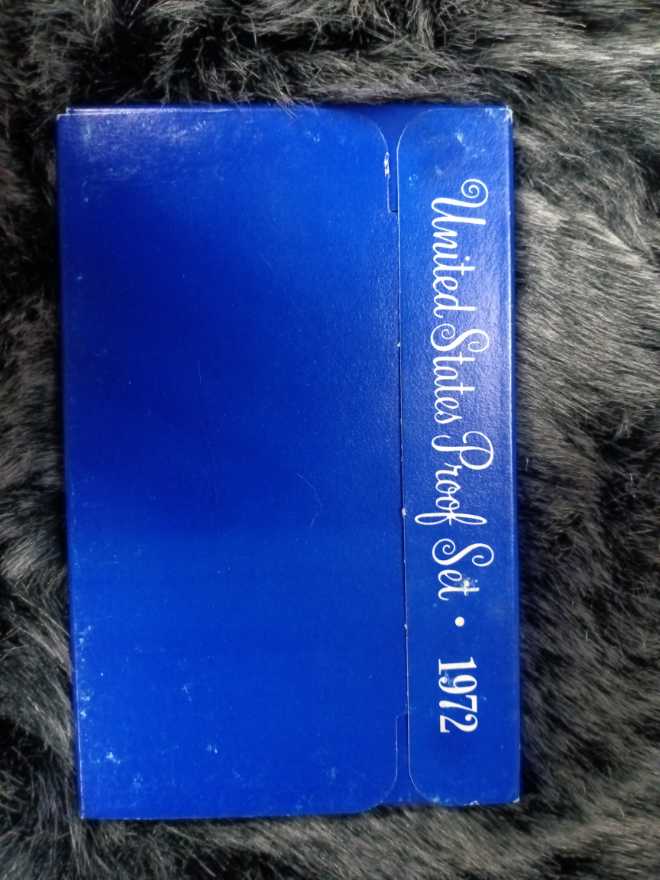 United States Proof Set • 1972